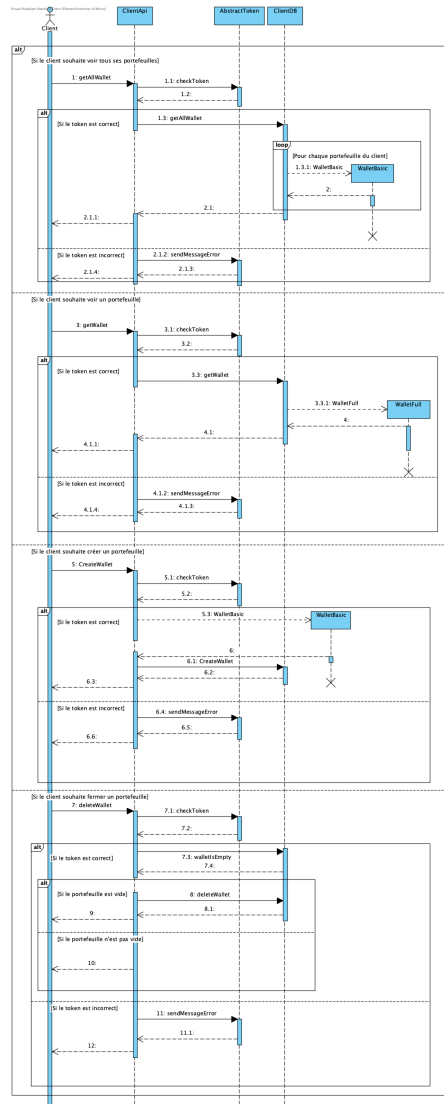 Client
ClientApi
AbstractToken
ClientDB
alt
[Si le client souhaite voir tous ses portefeuilles]
1: getAllWallet
1.1: checkToken
1.2:
alt
[Si le token est correct]
1.3: getAllWallet
loop
[Pour chaque portefeuille du client]
1.3.1: WalletBasic
WalletBasic
2:
2.1:
2.1.1:
[Si le token est incorrect]
2.1.2: sendMessageError
2.1.3:
2.1.4:
[Si le client souhaite voir un portefeuille]
3: getWallet
3.1: checkToken
3.2:
alt
[Si le token est correct]
3.3: getWallet
3.3.1: WalletFull
WalletFull
4:
4.1:
4.1.1:
[Si le token est incorrect]
4.1.2: sendMessageError
4.1.3:
4.1.4:
[Si le client souhaite créer un portefeuille]
5: CreateWallet
5.1: checkToken
5.2:
alt
[Si le token est correct]
5.3: WalletBasic
WalletBasic
6:
6.1: CreateWallet
6.2:
6.3:
[Si le token est incorrect]
6.4: sendMessageError
6.5:
6.6:
[Si le client souhaite fermer un portefeuille]
7: deleteWallet
7.1: checkToken
7.2:
alt
[Si le token est correct]
7.3: walletIsEmpty
7.4:
alt
[Si le portefeuille est vide]
8: deleteWallet
8.1:
9:
[Si le portefeuille n'est pas vide]
10:
[Si le token est incorrect]
11: sendMessageError
11.1:
12: